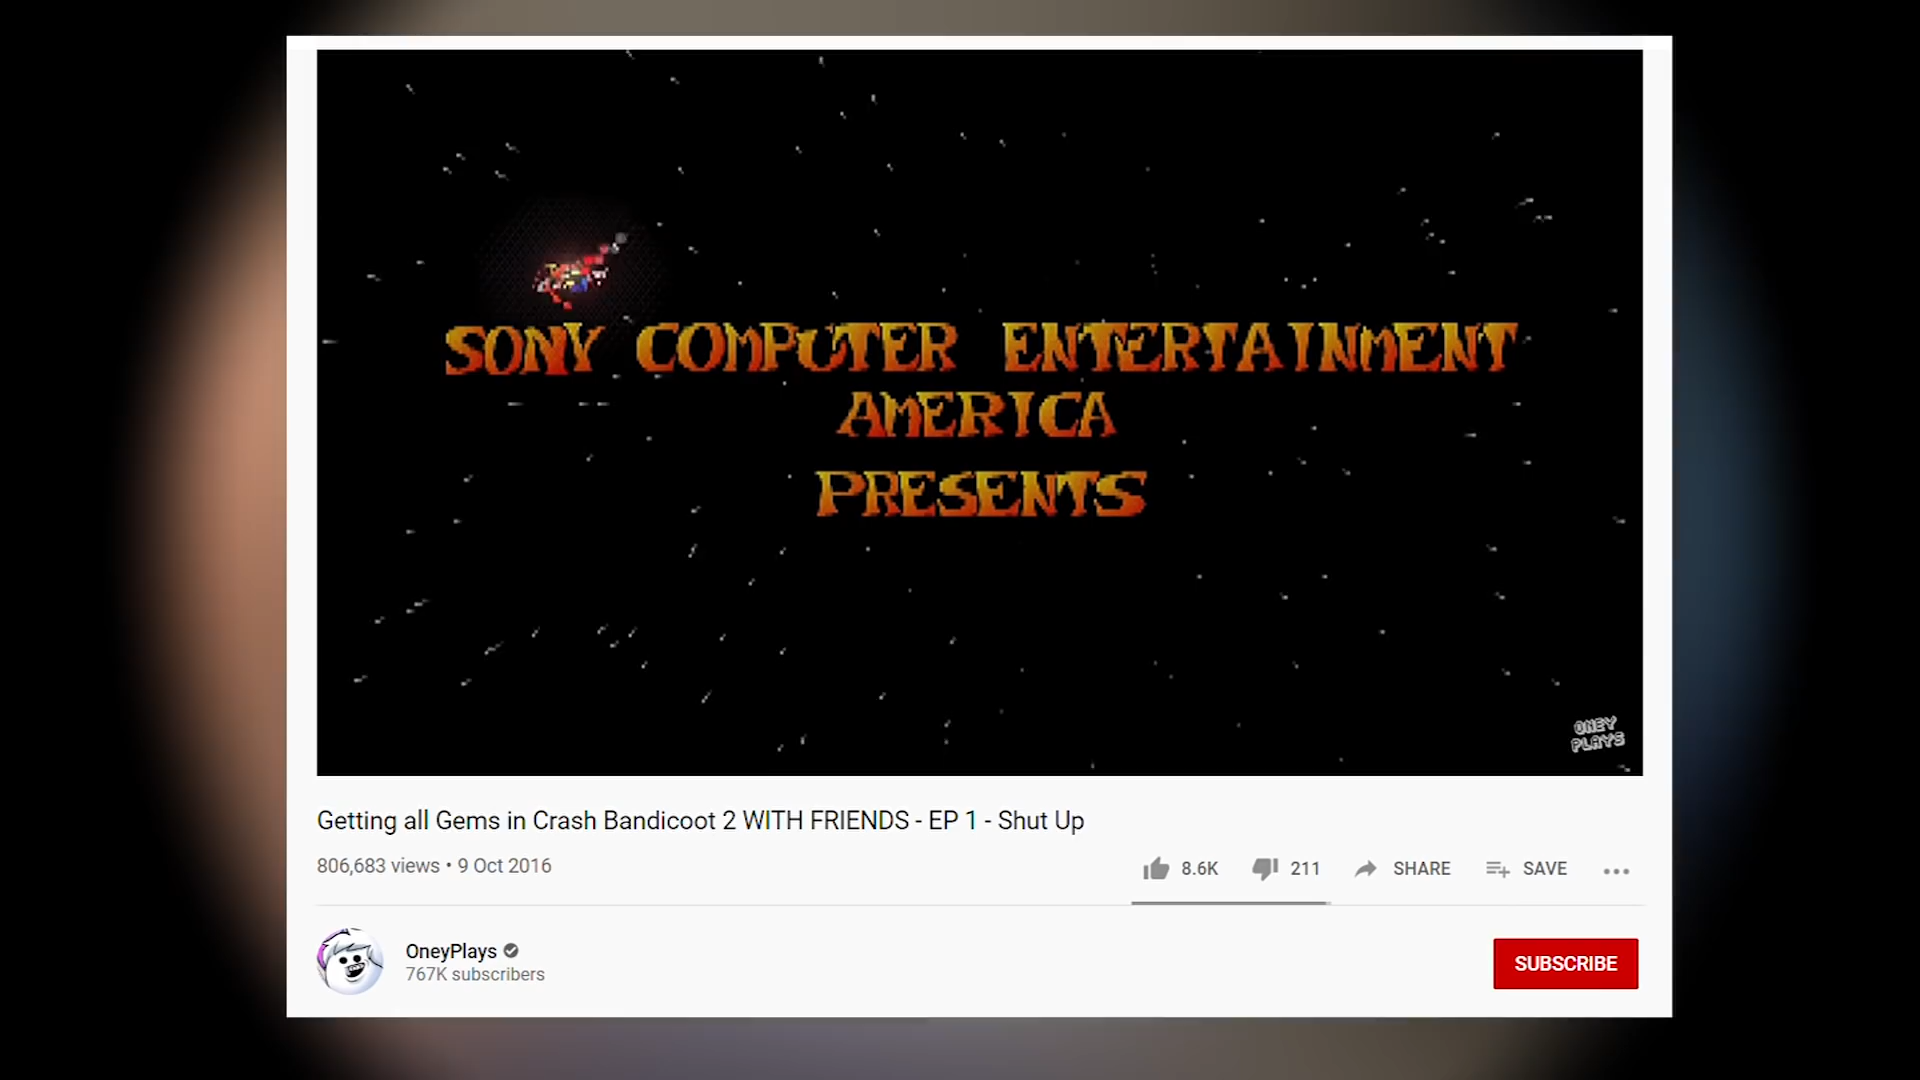 SONY COMPUTER ENTERTAINMENT
AMERICA
PRESENTS
ONEY
PLAYS
Getting all Gems in Crash Bandicoot 2 WITH FRIENDS - EP 1 - Shut Up
806,683 views • 9 Oct 2016
8.6K 211 SHARE SAVE
OneyPlays
767K subscribers
SUBSCRIBE